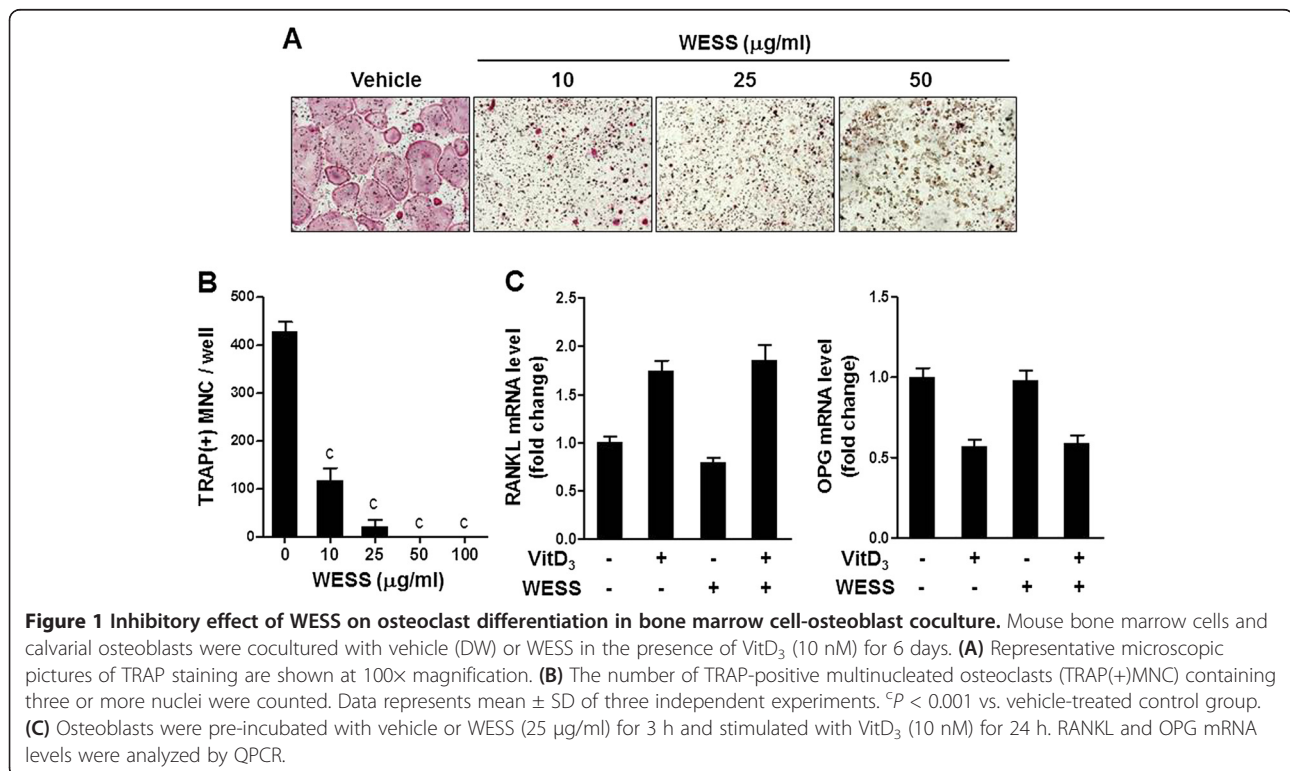 A
WESS (μg/ml)
Vehicle 10 25 50
B
TRAP(+) MNC / well
500
400
300
200
100
0
C
C
C C
0 10 25 50 100
WESS (μg/ml)
C
RANKL mRNA level
(fold change)
2.5
2.0
1.5
1.0
0.5
0.0
VitD₃ - + - +
WESS - - + +
OPG mRNA level
(fold change)
1.5
1.0
0.5
0.0
VitD₃ - + - +
WESS - - + +
Figure 1 Inhibitory effect of WESS on osteoclast differentiation in bone marrow cell-osteoblast coculture. Mouse bone marrow cells and
calvarial osteoblasts were cocultured with vehicle (DW) or WESS in the presence of VitD₃ (10 nM) for 6 days. (A) Representative microscopic
pictures of TRAP staining are shown at 100× magnification. (B) The number of TRAP-positive multinucleated osteoclasts (TRAP(+)MNC) containing
three or more nuclei were counted. Data represents mean ± SD of three independent experiments. ᶜP < 0.001 vs. vehicle-treated control group.
(C) Osteoblasts were pre-incubated with vehicle or WESS (25 μg/ml) for 3 h and stimulated with VitD₃ (10 nM) for 24 h. RANKL and OPG mRNA
levels were analyzed by QPCR.